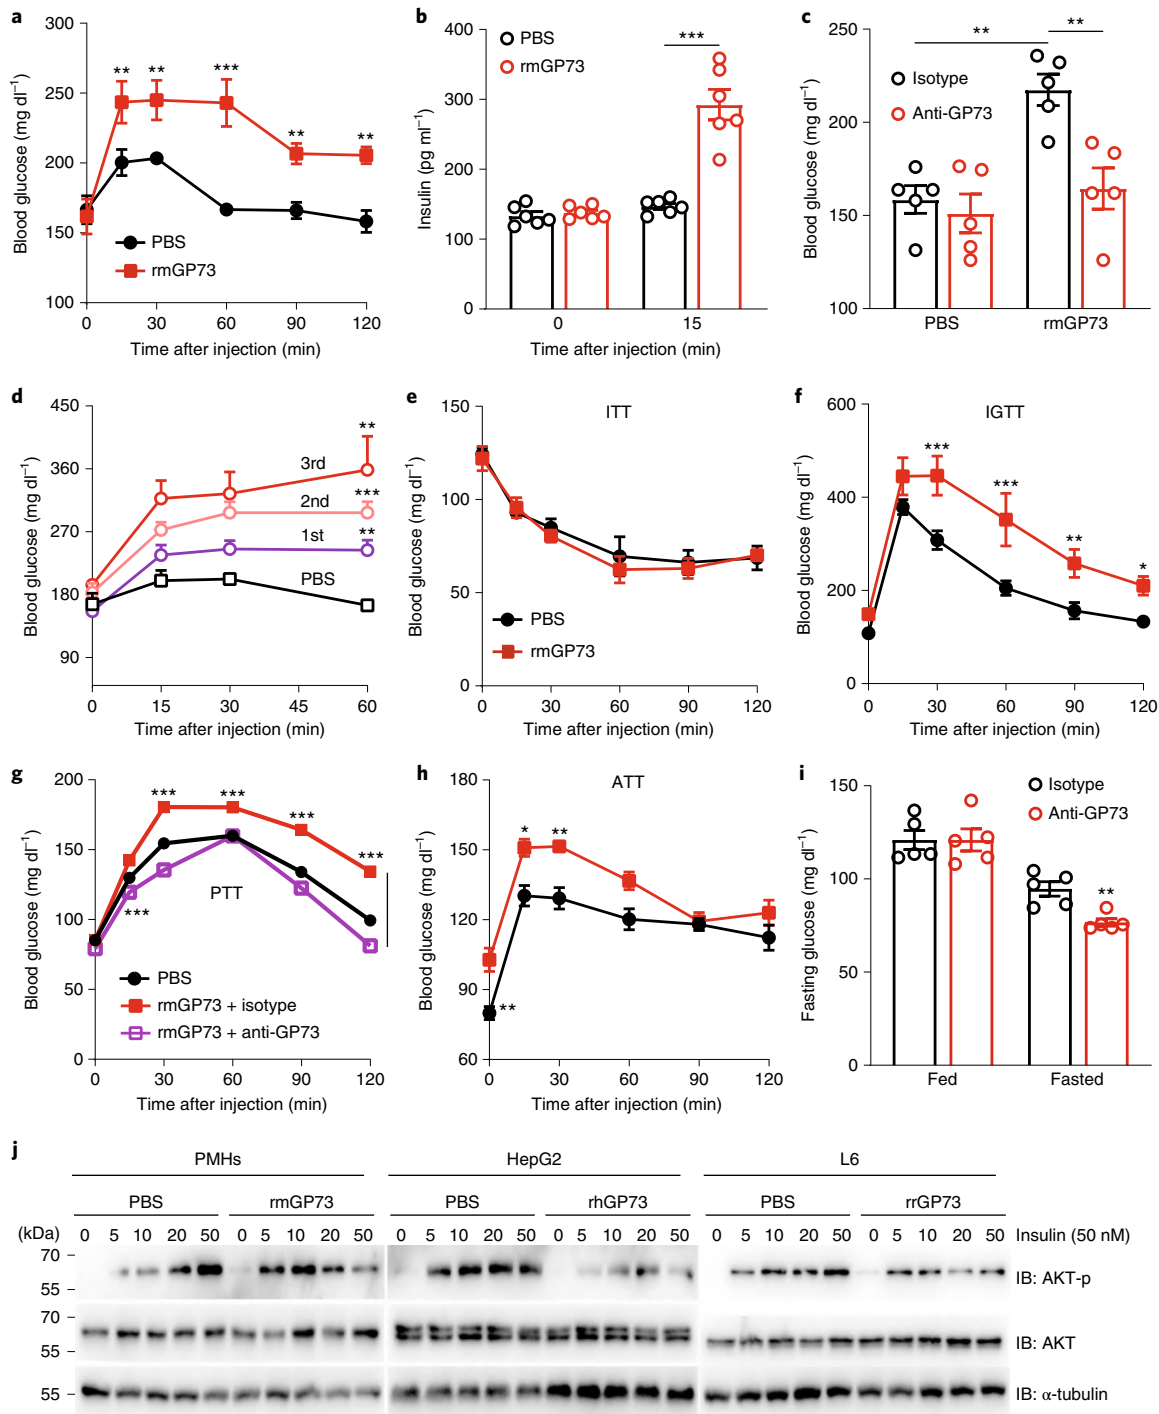 a
300
250
200
150
100
Blood glucose (mg dl−1)
** ** ***
** **
PBS
rmGP73
0 30 60 90 120
Time after injection (min)
b
400
300
200
100
0
Insulin (pg ml−1)
PBS
rmGP73
***
0 15
Time after injection (min)
c
250
200
150
100
Blood glucose (mg dl−1)
** **
Isotype
Anti-GP73
PBS rmGP73
d
450
360
270
180
90
Blood glucose (mg dl−1)
**
3rd
***
2nd
**
1st
PBS
0 15 30 45 60
Time after injection (min)
e
ITT
150
100
50
0
Blood glucose (mg dl−1)
PBS
rmGP73
0 30 60 90 120
Time after injection (min)
f
IGTT
600
400
200
0
Blood glucose (mg dl−1)
***
***
**
*
0 30 60 90 120
Time after injection (min)
g
200
150
100
50
0
Blood glucose (mg dl−1)
*** ***
***
***
***
PTT
PBS
rmGP73 + isotype
rmGP73 + anti-GP73
0 30 60 90 120
Time after injection (min)
h
ATT
180
150
120
90
60
Blood glucose (mg dl−1)
* **
**
0 30 60 90 120
Time after injection (min)
i
150
100
50
0
Fasting glucose (mg dl−1)
Isotype
Anti-GP73
**
Fed Fasted
j
PMHs HepG2 L6
PBS rmGP73 PBS rhGP73 PBS rrGP73
(kDa) 0 5 10 20 50 0 5 10 20 50 0 5 10 20 50 0 5 10 20 50 0 5 10 20 50 0 5 10 20 50 Insulin (50 nM)
70
55
IB: AKT-p
70
55
IB: AKT
55 IB: α-tubulin